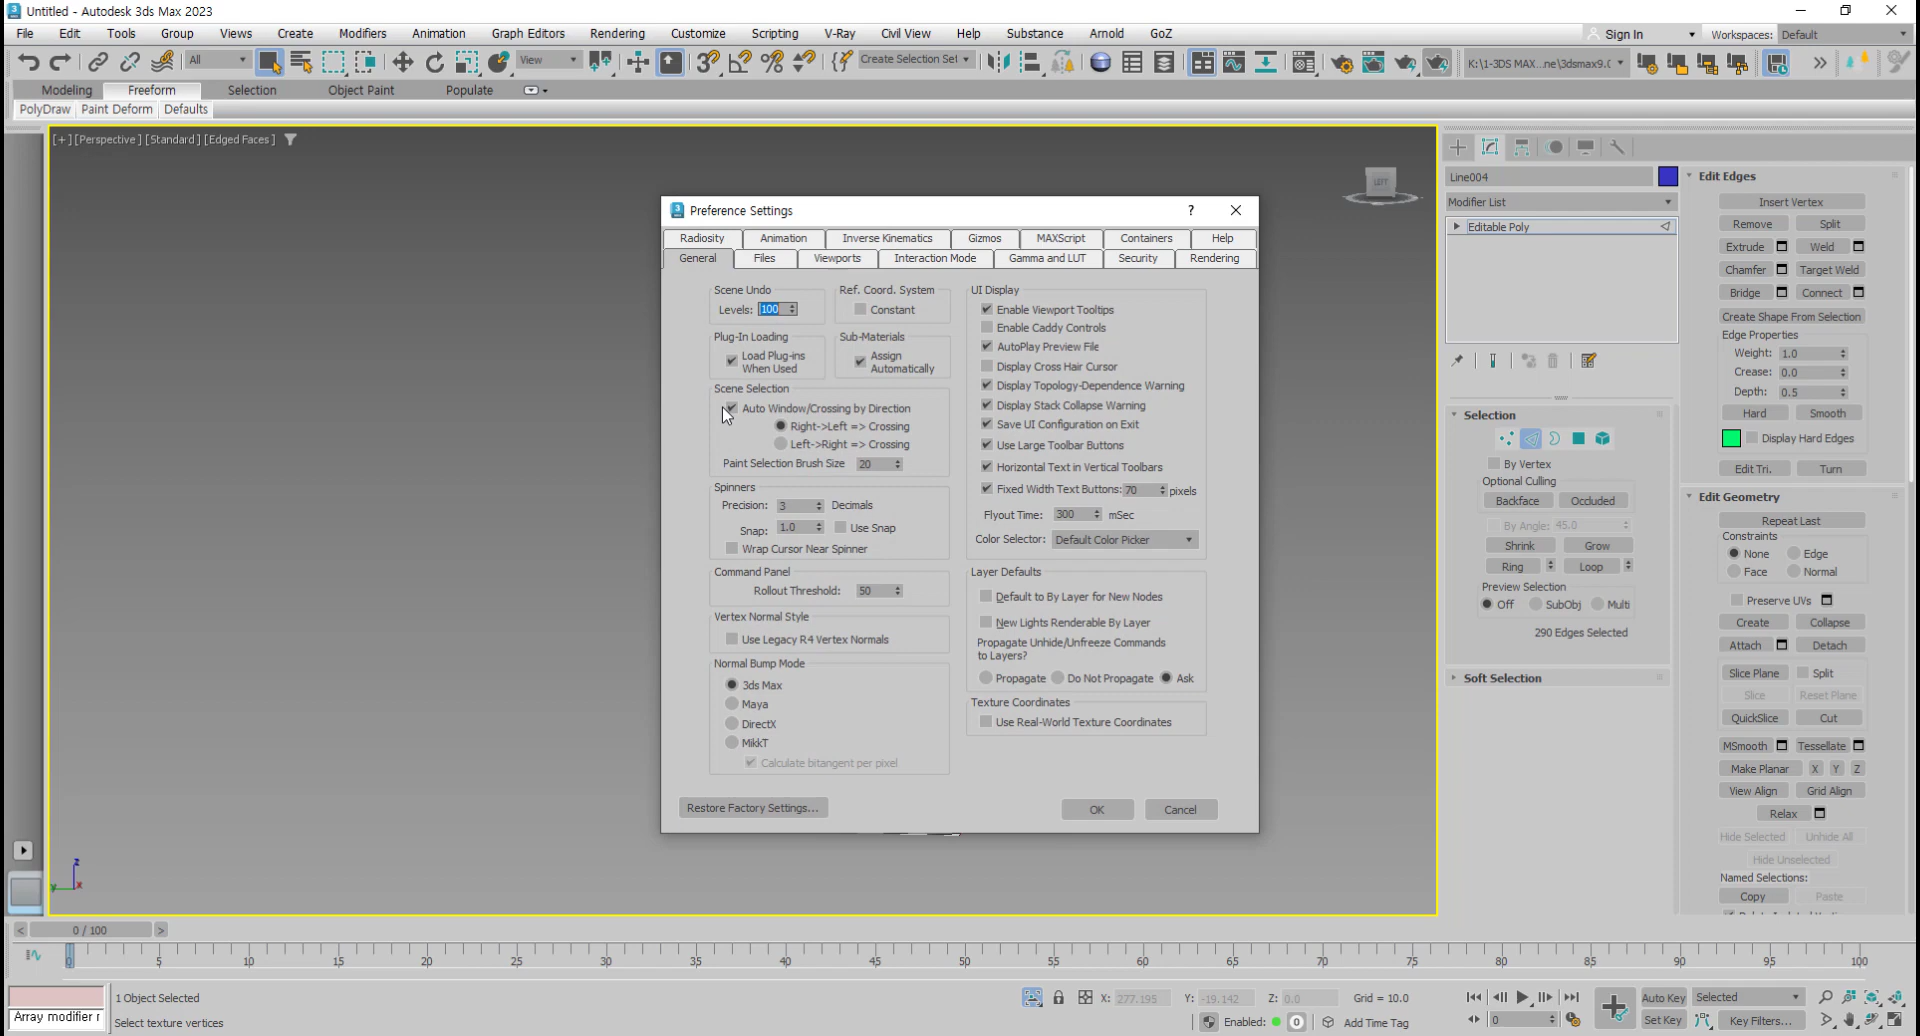 Untitled - Autodesk 3ds Max 2023
File Edit Tools Group Views Create Modifiers Animation Graph Editors Rendering Customize Scripting V-Ray Civil View Help Substance Arnold GoZ Sign In Workspaces: Default
All View Create Selection Set K:\1-3DS MAX...ne\3dsmax9.0
Modeling Freeform Selection Object Paint Populate
PolyDraw Paint Deform Defaults
[+] [Perspective] [Standard] [Edged Faces]
LEFT
Preference Settings
Radiosity Animation Inverse Kinematics Gizmos MAXScript Containers Help
General Files Viewports Interaction Mode Gamma and LUT Security Rendering
Scene Undo
Levels: 100
Ref. Coord. System
Constant
Plug-In Loading
Load Plug-ins
When Used
Sub-Materials
Assign
Automatically
Scene Selection
Auto Window/Crossing by Direction
Right->Left => Crossing
Left->Right => Crossing
Paint Selection Brush Size 20
Spinners
Precision: 3 Decimals
Snap: 1.0 Use Snap
Wrap Cursor Near Spinner
Command Panel
Rollout Threshold: 50
Vertex Normal Style
Use Legacy R4 Vertex Normals
Normal Bump Mode
3ds Max
Maya
DirectX
MikkT
Calculate bitangent per pixel
UI Display
Enable Viewport Tooltips
Enable Caddy Controls
AutoPlay Preview File
Display Cross Hair Cursor
Display Topology-Dependence Warning
Display Stack Collapse Warning
Save UI Configuration on Exit
Use Large Toolbar Buttons
Horizontal Text in Vertical Toolbars
Fixed Width Text Buttons: 70 pixels
Flyout Time: 300 mSec
Color Selector: Default Color Picker
Layer Defaults
Default to By Layer for New Nodes
New Lights Renderable By Layer
Propagate Unhide/Unfreeze Commands
to Layers?
Propagate Do Not Propagate Ask
Texture Coordinates
Use Real-World Texture Coordinates
Restore Factory Settings... OK Cancel
Line004
Modifier List
Editable Poly
Selection
By Vertex
Optional Culling
Backface Occluded
By Angle: 45.0
Shrink Grow
Ring Loop
Preview Selection
Off SubObj Multi
290 Edges Selected
Soft Selection
Edit Edges
Insert Vertex
Remove Split
Extrude Weld
Chamfer Target Weld
Bridge Connect
Create Shape From Selection
Edge Properties
Weight: 1.0
Crease: 0.0
Depth: 0.5
Hard Smooth
Display Hard Edges
Edit Tri. Turn
Edit Geometry
Repeat Last
Constraints
None Edge
Face Normal
Preserve UVs
Create Collapse
Attach Detach
Slice Plane Split
Slice Reset Plane
QuickSlice Cut
MSmooth Tessellate
Make Planar X Y Z
View Align Grid Align
Relax
Hide Selected Unhide All
Hide Unselected
Named Selections:
Copy Paste
z
y x
< 0 / 100 >
0 5 10 15 20 25 30 35 40 45 50 55 60 65 70 75 80 85 90 95 100
1 Object Selected X: 277.195 Y: -19.142 Z: 0.0 Grid = 10.0 Auto Key Selected
Array modifier r Select texture vertices Enabled: 0 Add Time Tag 0 Set Key Key Filters...